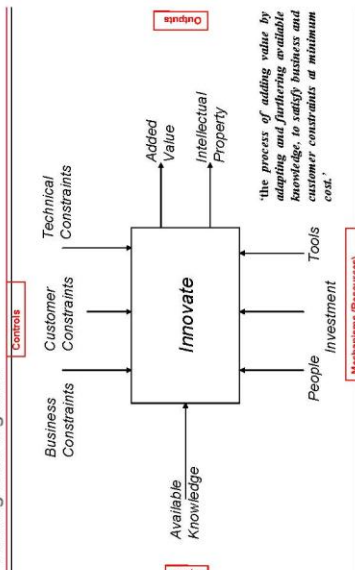 Controls
Business
Constraints
Customer
Constraints
Technical
Constraints
Available
Knowledge
Innovate
Added
Value
Intellectual
Property
Outputs
People
Investment
Tools
'the process of adding value by
adapting and furthering available
knowledge, to satisfy business and
customer constraints at minimum
cost.'
Mechanisms (Resources)